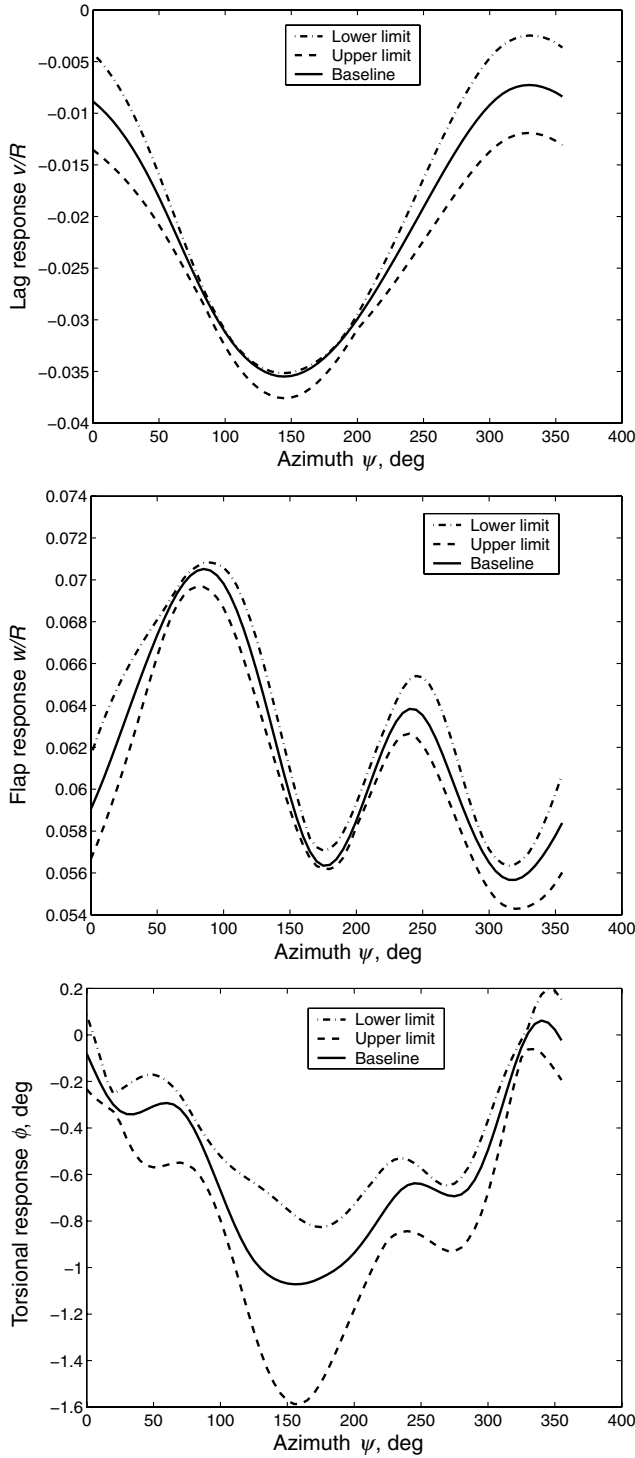 0
−0.005
−0.01
−0.015
−0.02
−0.025
−0.03
−0.035
−0.04
Lag response v/R
Lower limit
Upper limit
Baseline
0 50 100 150 200 250 300 350 400
Azimuth ψ, deg
0.074
0.072
0.07
0.068
0.066
0.064
0.062
0.06
0.058
0.056
0.054
Flap response w/R
Lower limit
Upper limit
Baseline
0 50 100 150 200 250 300 350 400
Azimuth ψ, deg
0.2
0
−0.2
−0.4
−0.6
−0.8
−1
−1.2
−1.4
−1.6
Torsional response ϕ, deg
Lower limit
Upper limit
Baseline
0 50 100 150 200 250 300 350 400
Azimuth ψ, deg